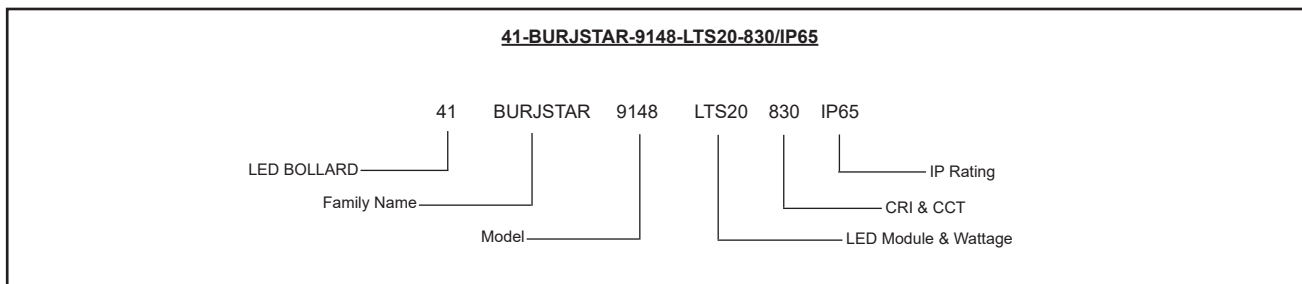 41-BURJSTAR-9148-LTS20-830/IP65
41 BURJSTAR 9148 LTS20 830 IP65
LED BOLLARD
IP Rating
Family Name
CRI & CCT
Model
LED Module & Wattage